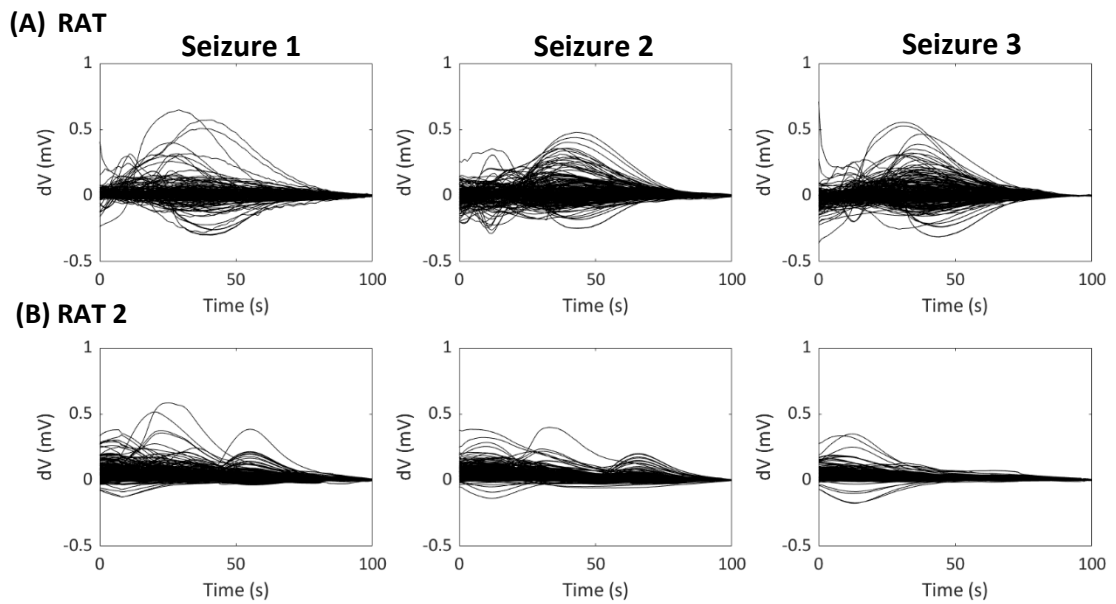 (A) RAT
Seizure 1 Seizure 2 Seizure 3
1 1 1
0.5 0.5 0.5
0 0 0
-0.5 -0.5 -0.5
dV (mV) dV (mV) dV (mV)
0 50 100 0 50 100 0 50 100
Time (s) Time (s) Time (s)
(B) RAT 2
1 1 1
0.5 0.5 0.5
0 0 0
-0.5 -0.5 -0.5
dV (mV) dV (mV) dV (mV)
0 50 100 0 50 100 0 50 100
Time (s) Time (s) Time (s)